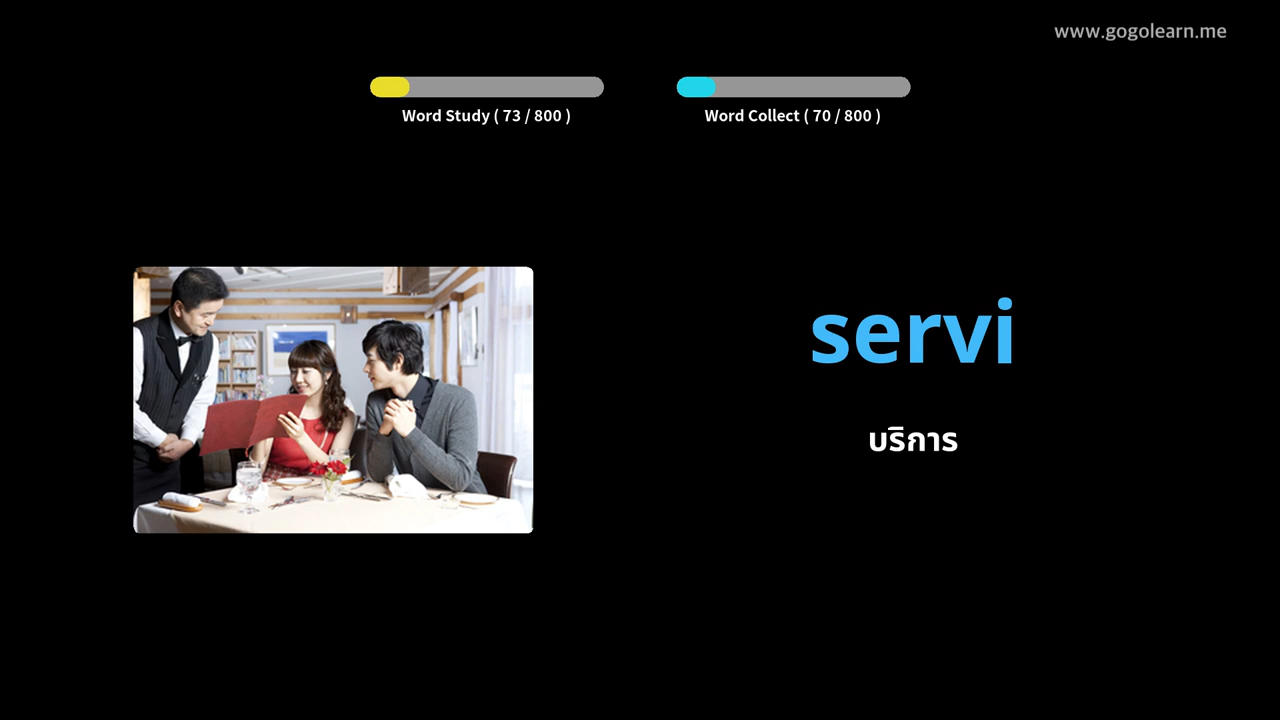 www.gogolearn.me
Word Study ( 73 / 800 )
Word Collect ( 70 / 800 )
servi
บริการ